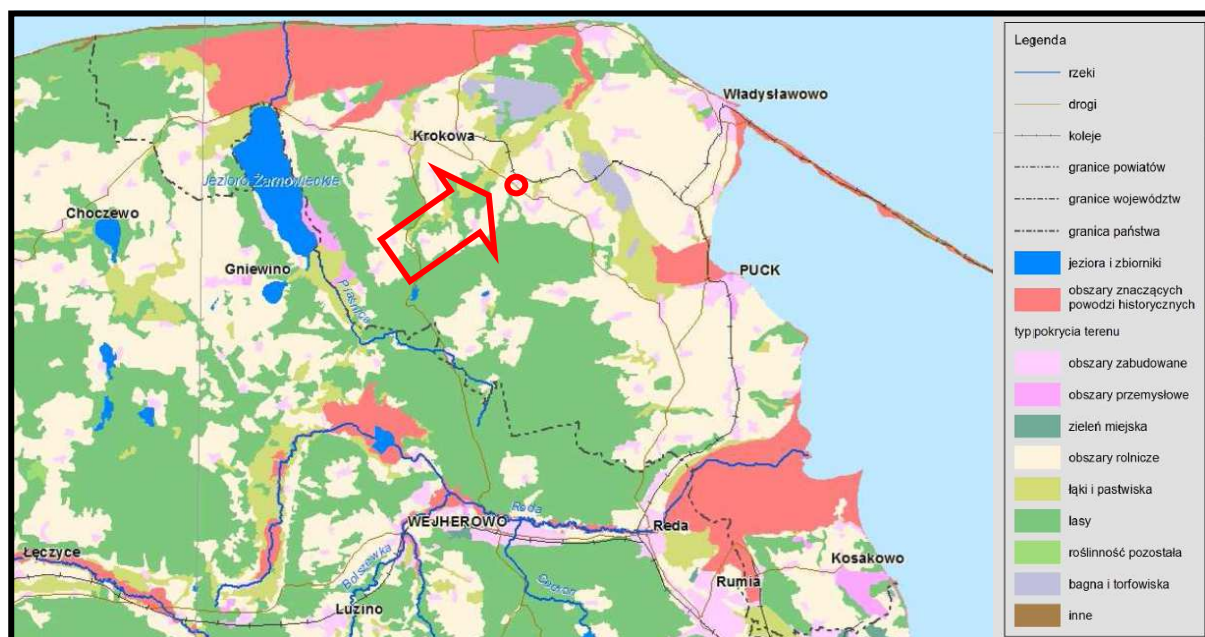 Władysławowo
Krokowa
Jezioro Żarnowieckie
Choczewo
Gniewino
PUCK
Piaśnica
WEJHEROWO
Reda
Reda
Łęczyce
Bolszewka
Luzino
Cedron
Rumia
Kosakowo
Legenda
rzeki
drogi
koleje
granice powiatów
granice województw
granica państwa
jeziora i zbiorniki
obszary znaczących
powodzi historycznych
typ pokrycia terenu
obszary zabudowane
obszary przemysłowe
zieleń miejska
obszary rolnicze
łąki i pastwiska
lasy
roślinność pozostała
bagna i torfowiska
inne